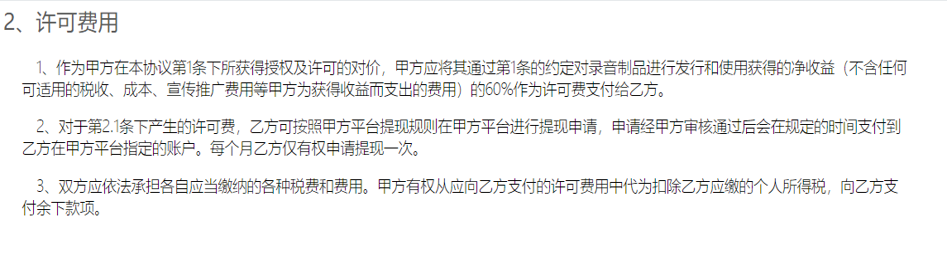 2、许可费用
1、作为甲方在本协议第1条下所获得授权及许可的对价，甲方应将其通过第1条的约定对录音制品进行发行和使用获得的净收益（不含任何
可适用的税收、成本、宣传推广费用等甲方为获得收益而支出的费用）的60%作为许可费支付给乙方。
2、对于第2.1条下产生的许可费，乙方可按照甲方平台提现规则在甲方平台进行提现申请，申请经甲方审核通过后会在规定的时间支付到
乙方在甲方平台指定的账户。每个月乙方仅有权申请提现一次。
3、双方应依法承担各自应当缴纳的各种税费和费用。甲方有权从应向乙方支付的许可费用中代为扣除乙方应缴的个人所得税，向乙方支
付余下款项。